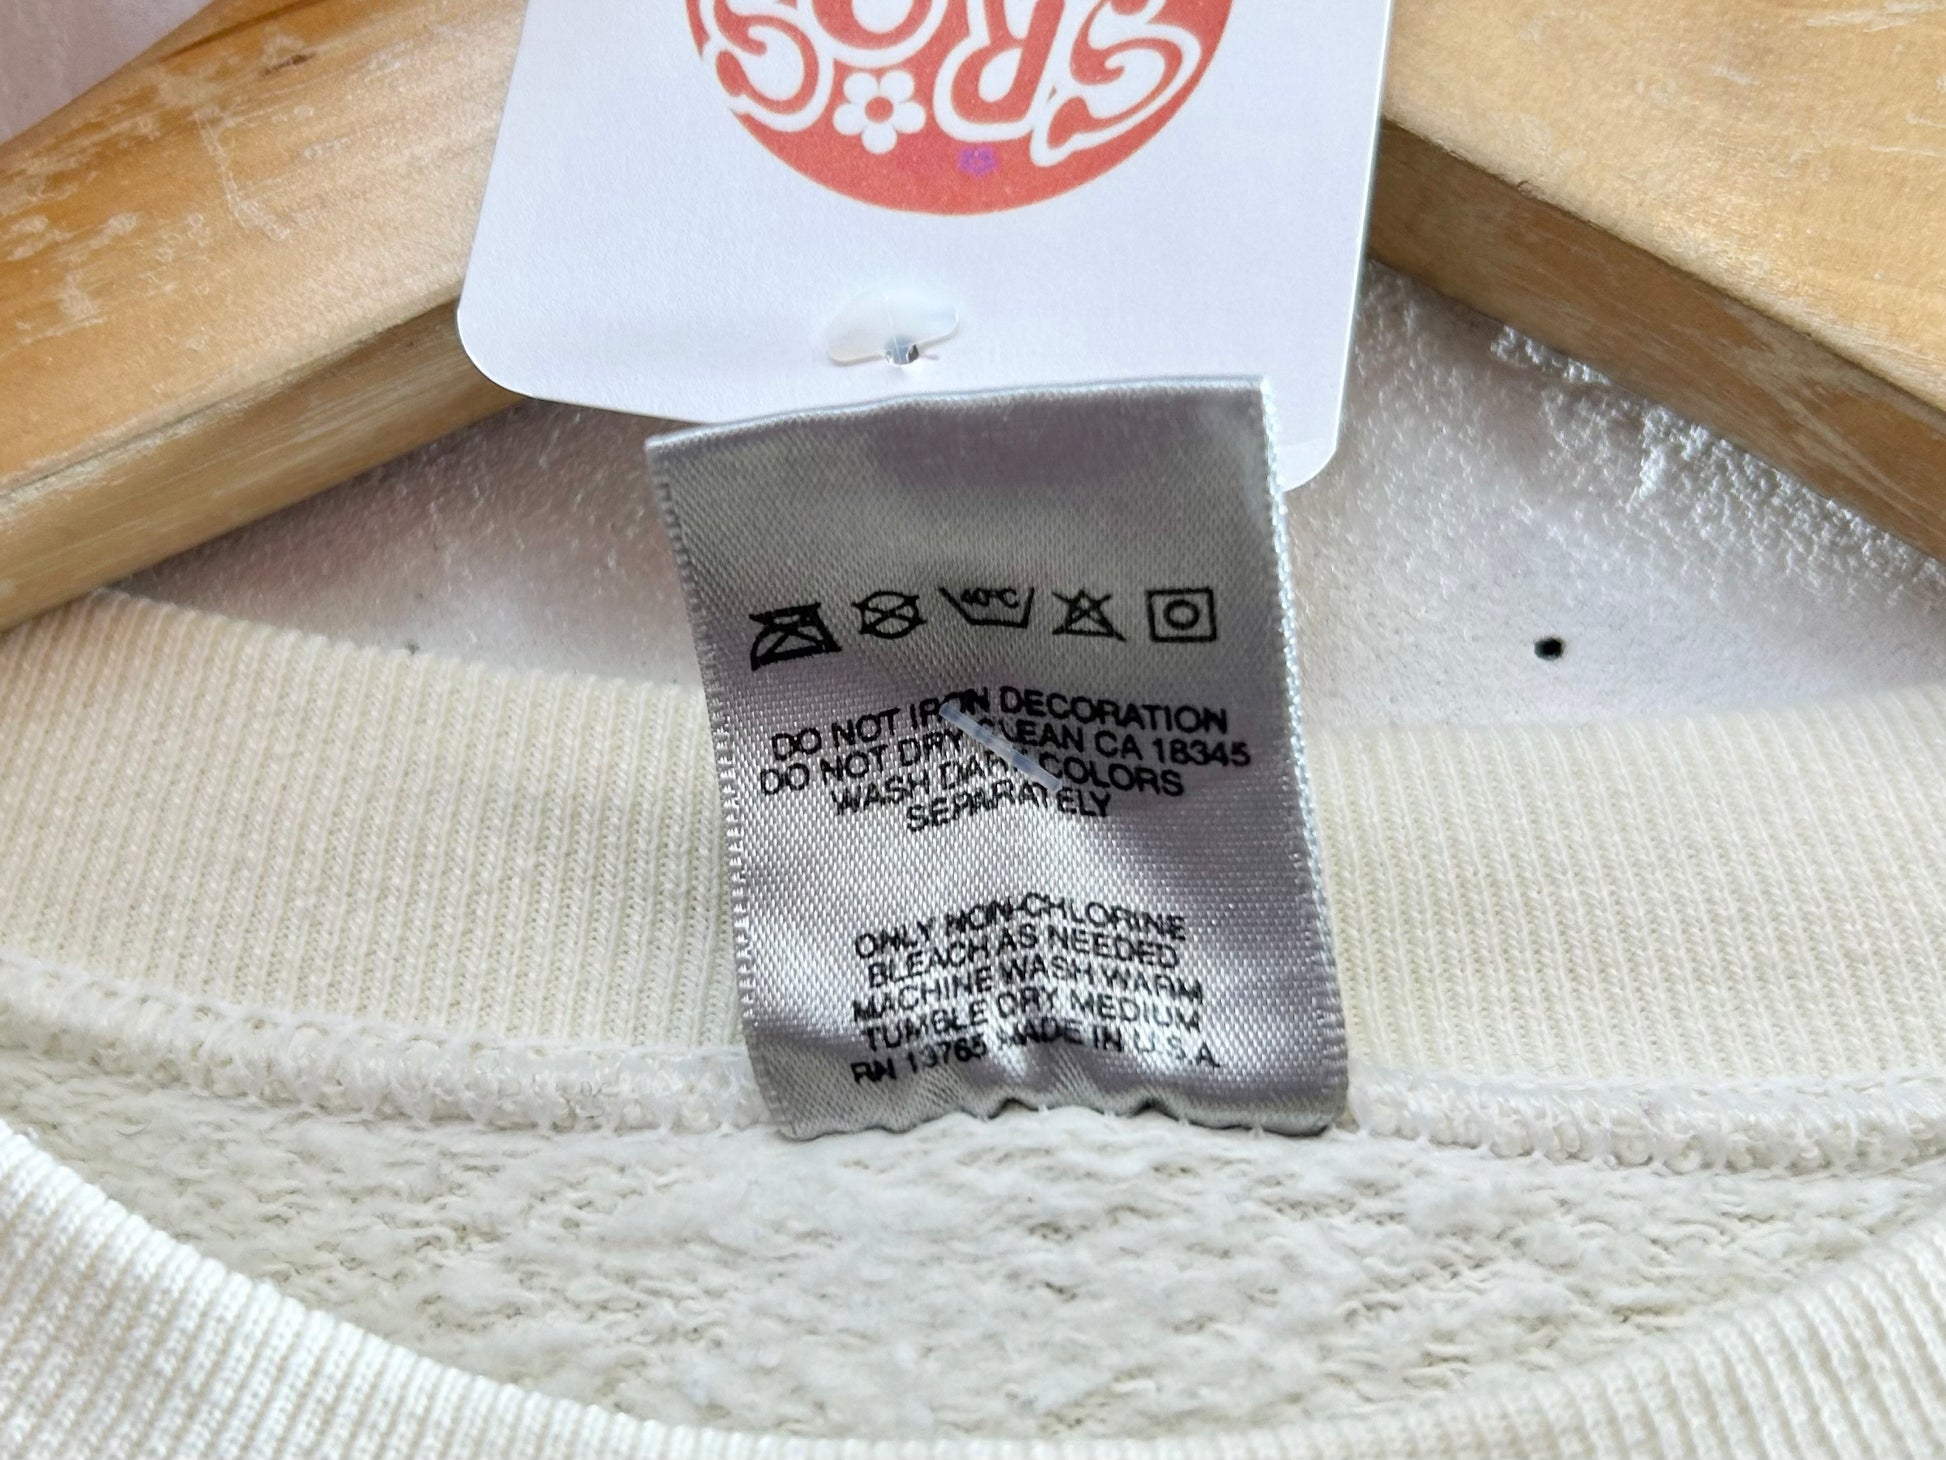 40°C
DO NOT IRON DECORATION
DO NOT DRY CLEAN CA 18345
WASH DARK COLORS
SEPARATELY
ONLY NON-CHLORINE
BLEACH AS NEEDED
MACHINE WASH WARM
TUMBLE DRY MEDIUM
RN 13765 MADE IN U.S.A.